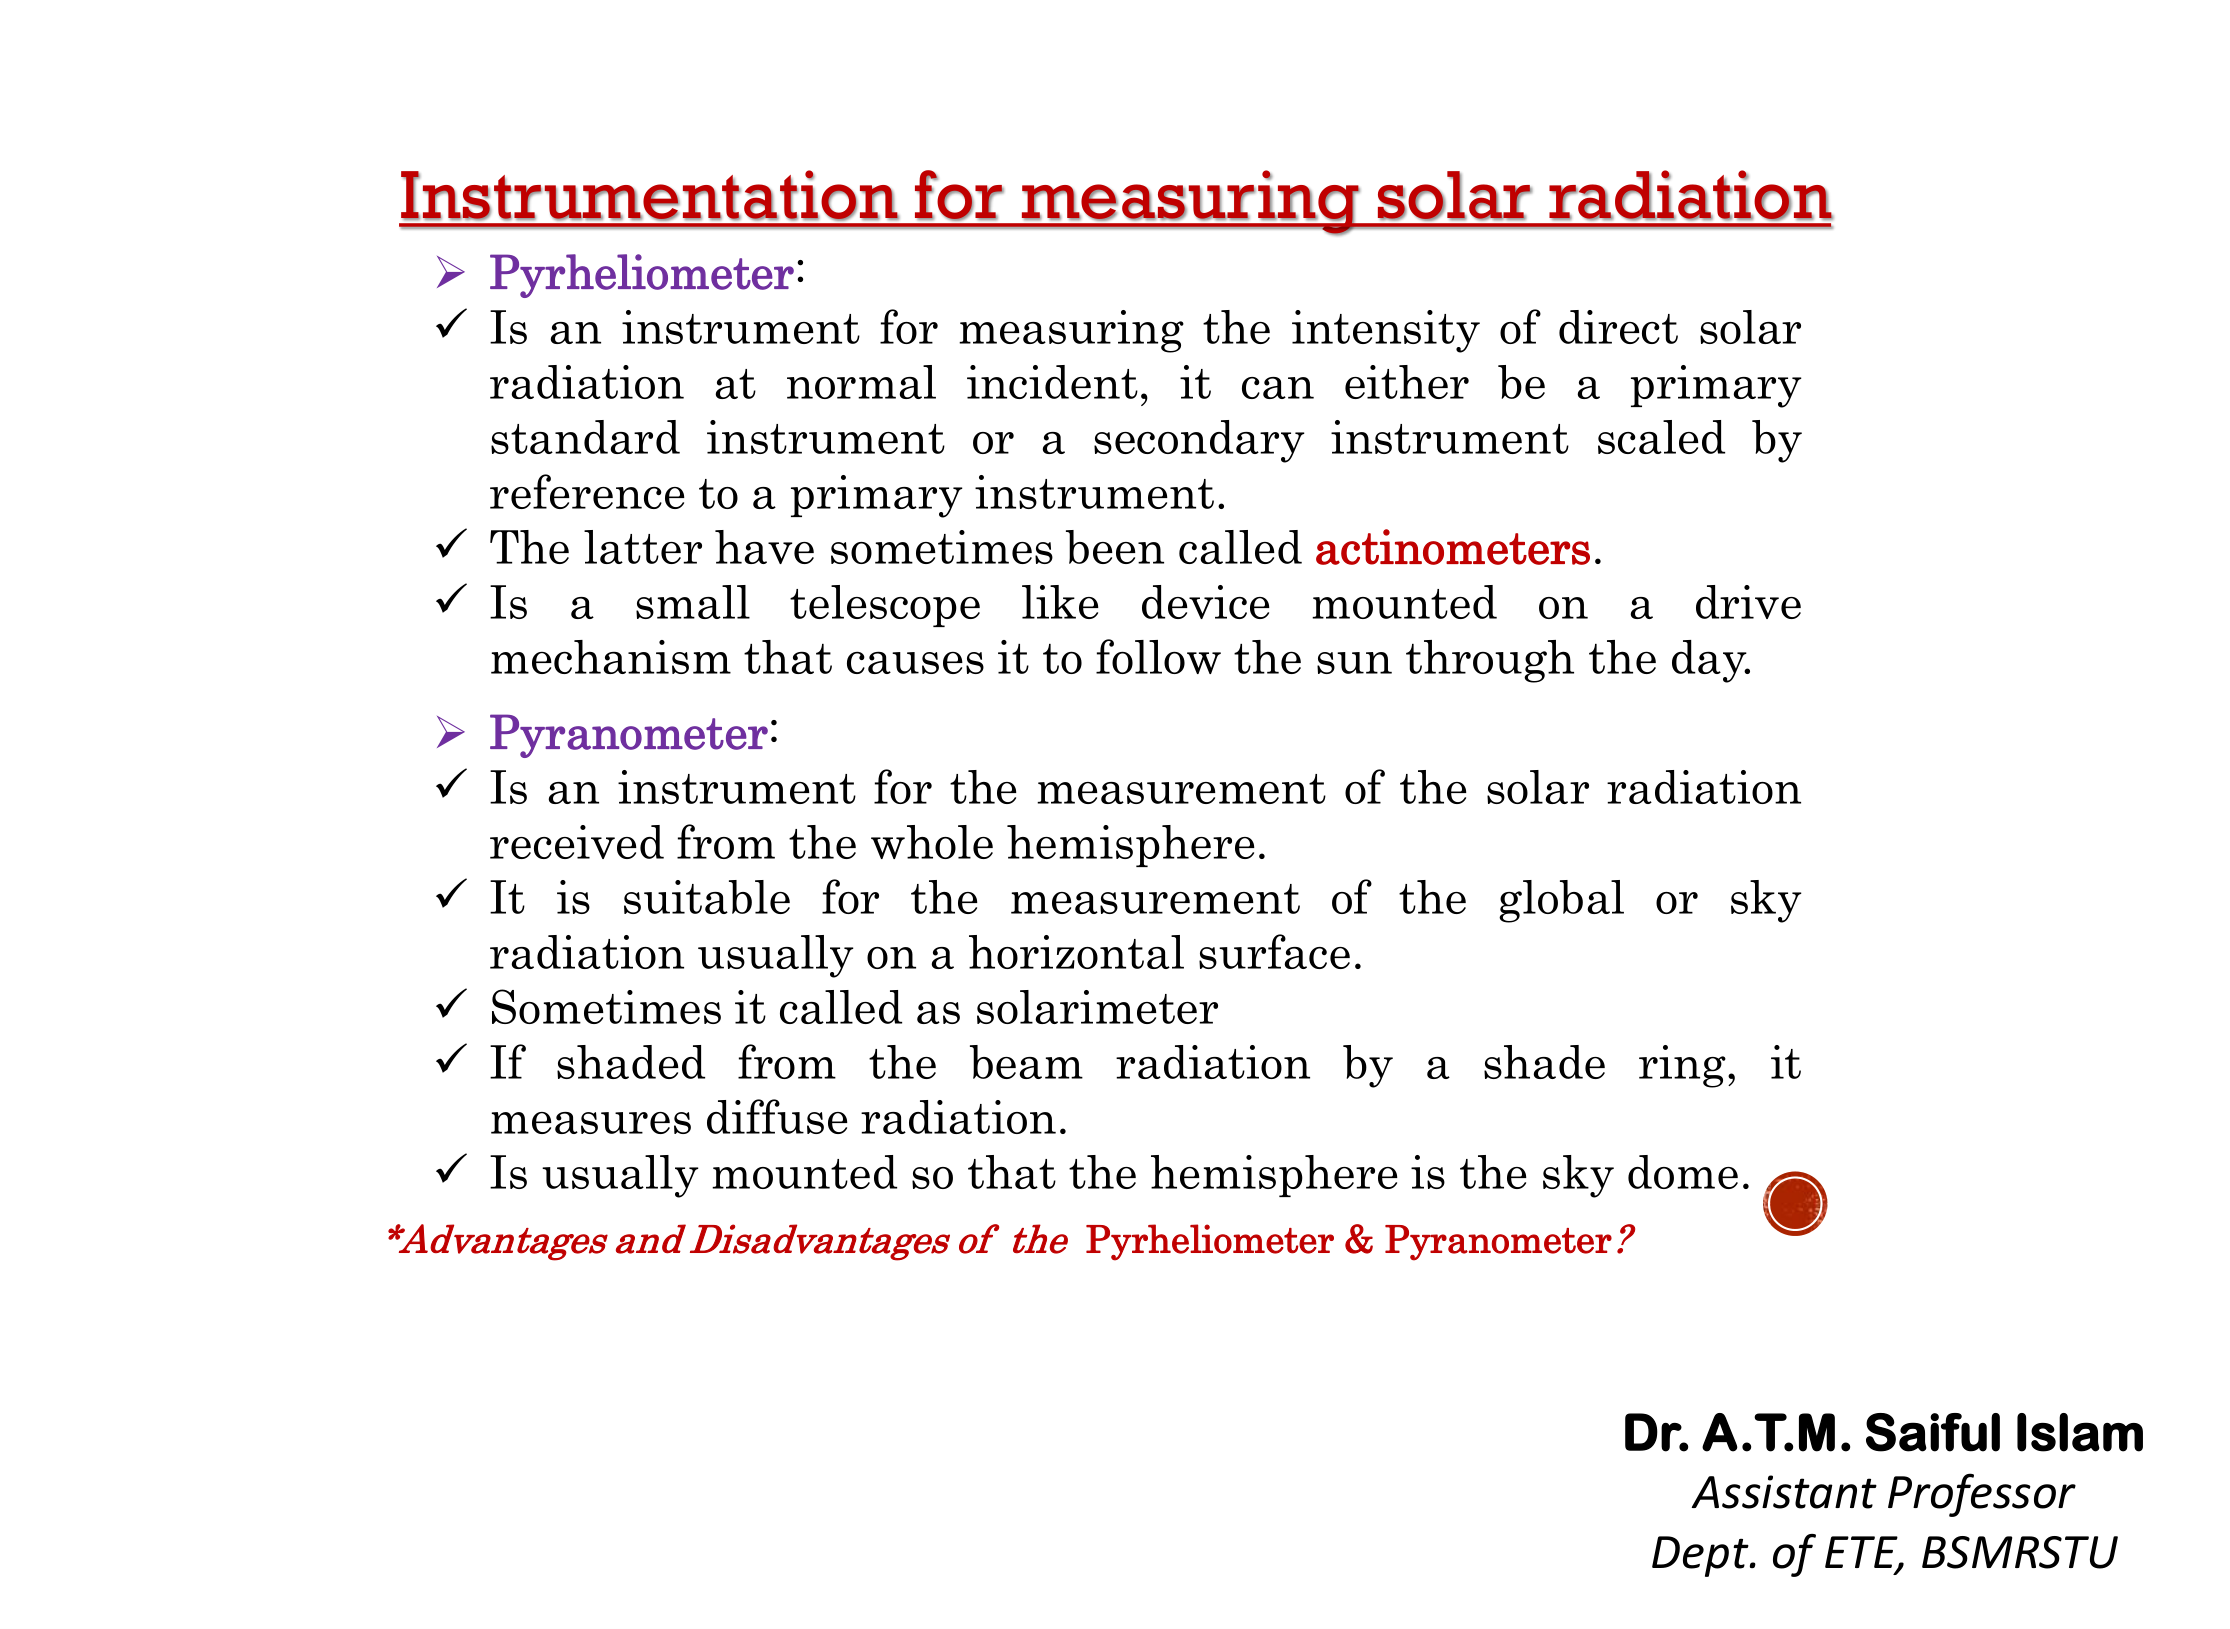 Instrumentation for measuring solar radiation
➢ Pyrheliometer:
✓ Is an instrument for measuring the intensity of direct solar
radiation at normal incident, it can either be a primary
standard instrument or a secondary instrument scaled by
reference to a primary instrument.
✓ The latter have sometimes been called actinometers.
✓ Is a small telescope like device mounted on a drive
mechanism that causes it to follow the sun through the day.
➢ Pyranometer:
✓ Is an instrument for the measurement of the solar radiation
received from the whole hemisphere.
✓ It is suitable for the measurement of the global or sky
radiation usually on a horizontal surface.
✓ Sometimes it called as solarimeter
✓ If shaded from the beam radiation by a shade ring, it
measures diffuse radiation.
✓ Is usually mounted so that the hemisphere is the sky dome.
*Advantages and Disadvantages of the Pyrheliometer & Pyranometer?
Dr. A.T.M. Saiful Islam
Assistant Professor
Dept. of ETE, BSMRSTU